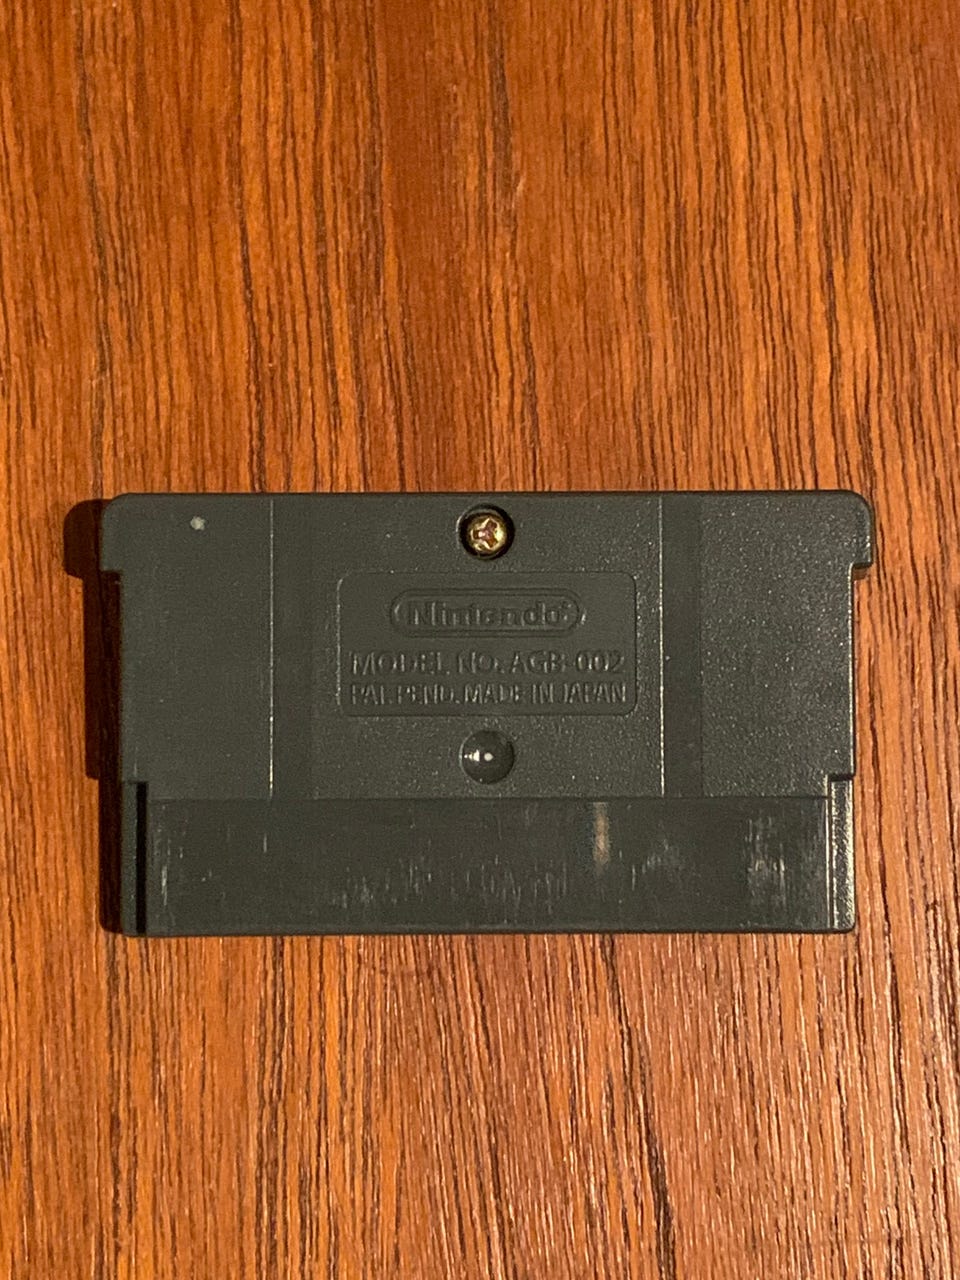 Nintendo®
MODEL NO. AGB-002
PAT. PEND. MADE IN JAPAN